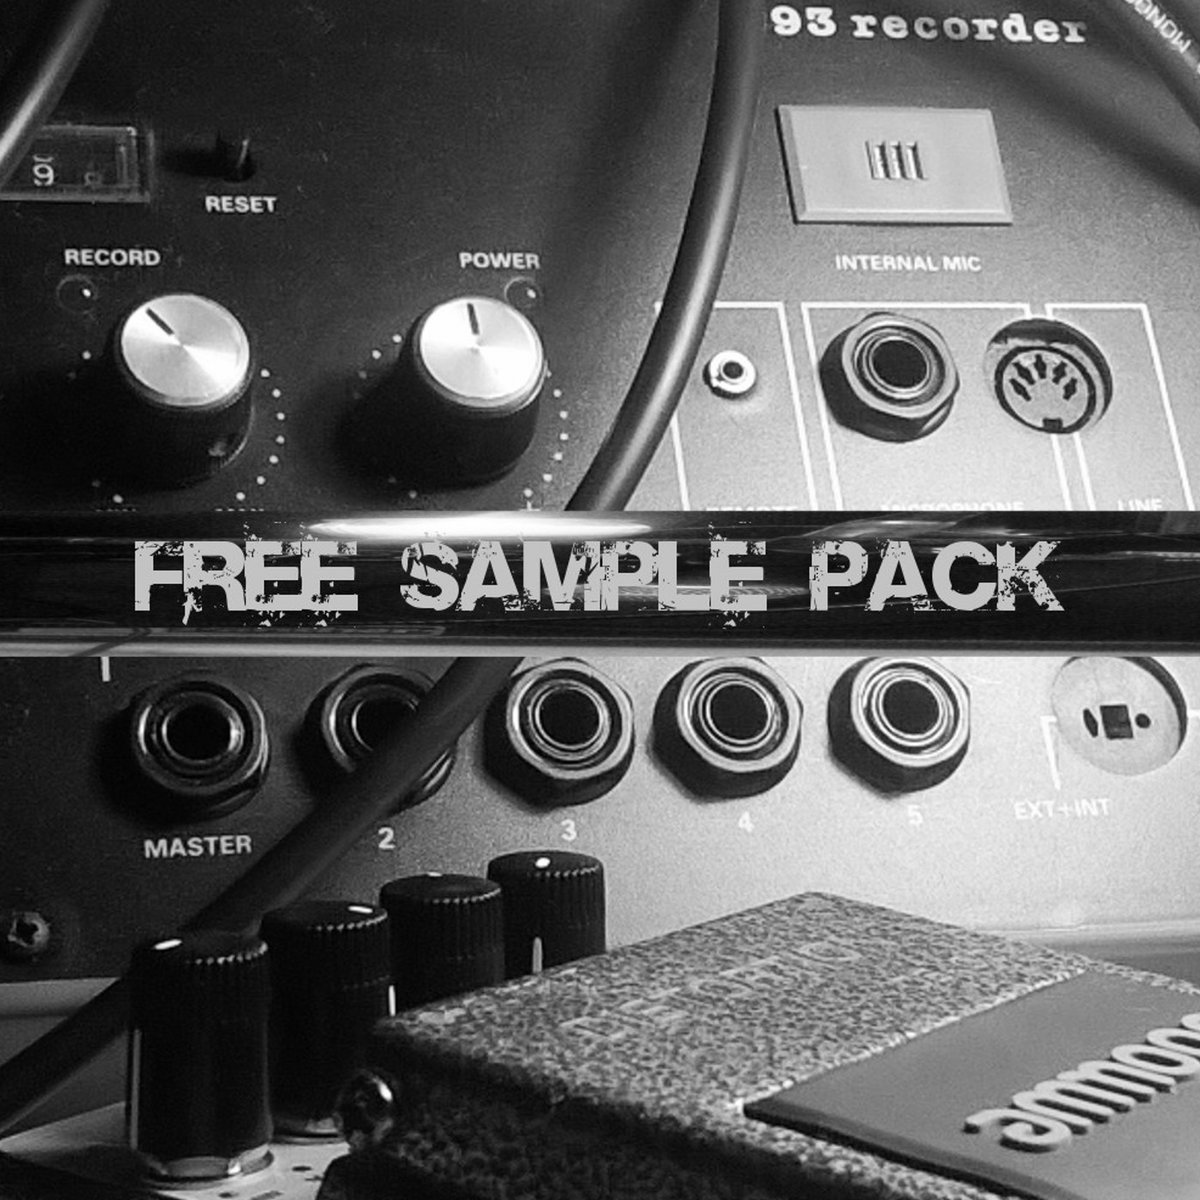 93 recorder
RESET
RECORD
POWER
INTERNAL MIC
FREE SAMPLE PACK
MASTER
2
3
4
5
EXT+INT